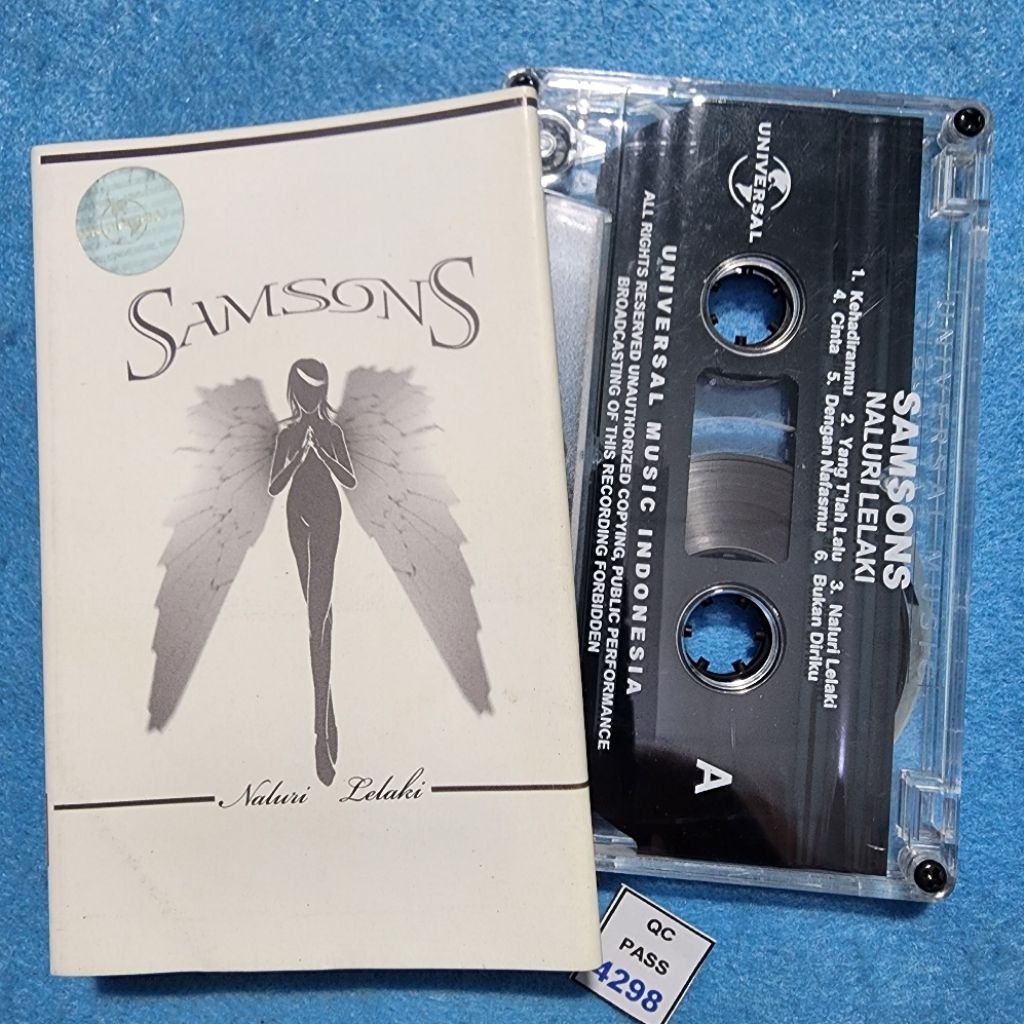 SAMSONS
Naluri Lelaki
UNIVERSAL
SAMSONS
NALURI LELAKI
1. Kehadiranmu 2. Yang T'lah Lalu 3. Naluri Lelaki
4. Cinta 5. Dengan Nafasmu 6. Bukan Diriku
A
UNIVERSAL MUSIC INDONESIA
ALL RIGHTS RESERVED UNAUTHORIZED COPYING, PUBLIC PERFORMANCE
BROADCASTING OF THIS RECORDING FORBIDDEN
QC
PASS
4298